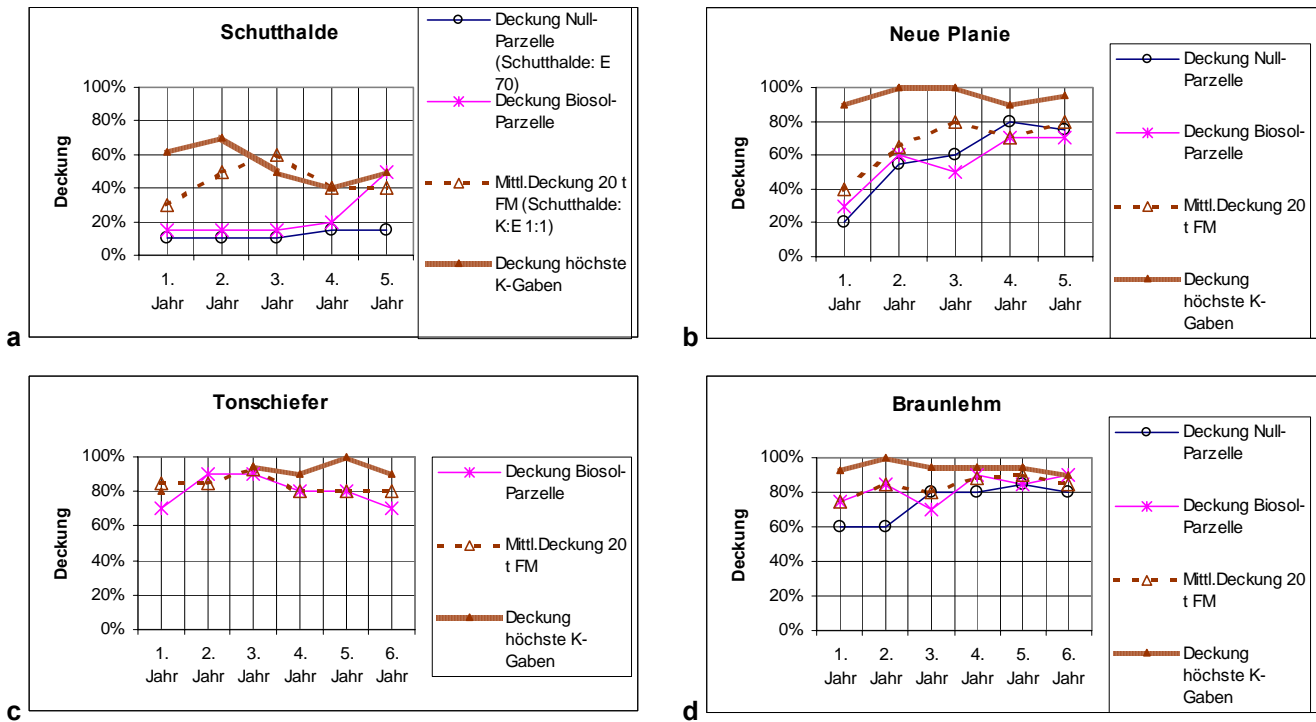 Schutthalde
Deckung
100%
80%
60%
40%
20%
0%
1.
Jahr
2.
Jahr
3.
Jahr
4.
Jahr
5.
Jahr
Deckung Null-
Parzelle
(Schutthalde: E
70)
Deckung Biosol-
Parzelle
Mittl.Deckung 20 t
FM (Schutthalde:
K:E 1:1)
Deckung höchste
K-Gaben
a
Neue Planie
Deckung
100%
80%
60%
40%
20%
0%
1.
Jahr
2.
Jahr
3.
Jahr
4.
Jahr
5.
Jahr
Deckung Null-
Parzelle
Deckung Biosol-
Parzelle
Mittl.Deckung 20
t FM
Deckung
höchste K-
Gaben
b
Tonschiefer
Deckung
100%
80%
60%
40%
20%
0%
1.
Jahr
2.
Jahr
3.
Jahr
4.
Jahr
5.
Jahr
6.
Jahr
Deckung Biosol-
Parzelle
Mittl.Deckung 20
t FM
Deckung
höchste K-
Gaben
c
Braunlehm
Deckung
100%
80%
60%
40%
20%
0%
1.
Jahr
2.
Jahr
3.
Jahr
4.
Jahr
5.
Jahr
6.
Jahr
Deckung Null-
Parzelle
Deckung Biosol-
Parzelle
Mittl.Deckung 20
t FM
Deckung
höchste K-
Gaben
d